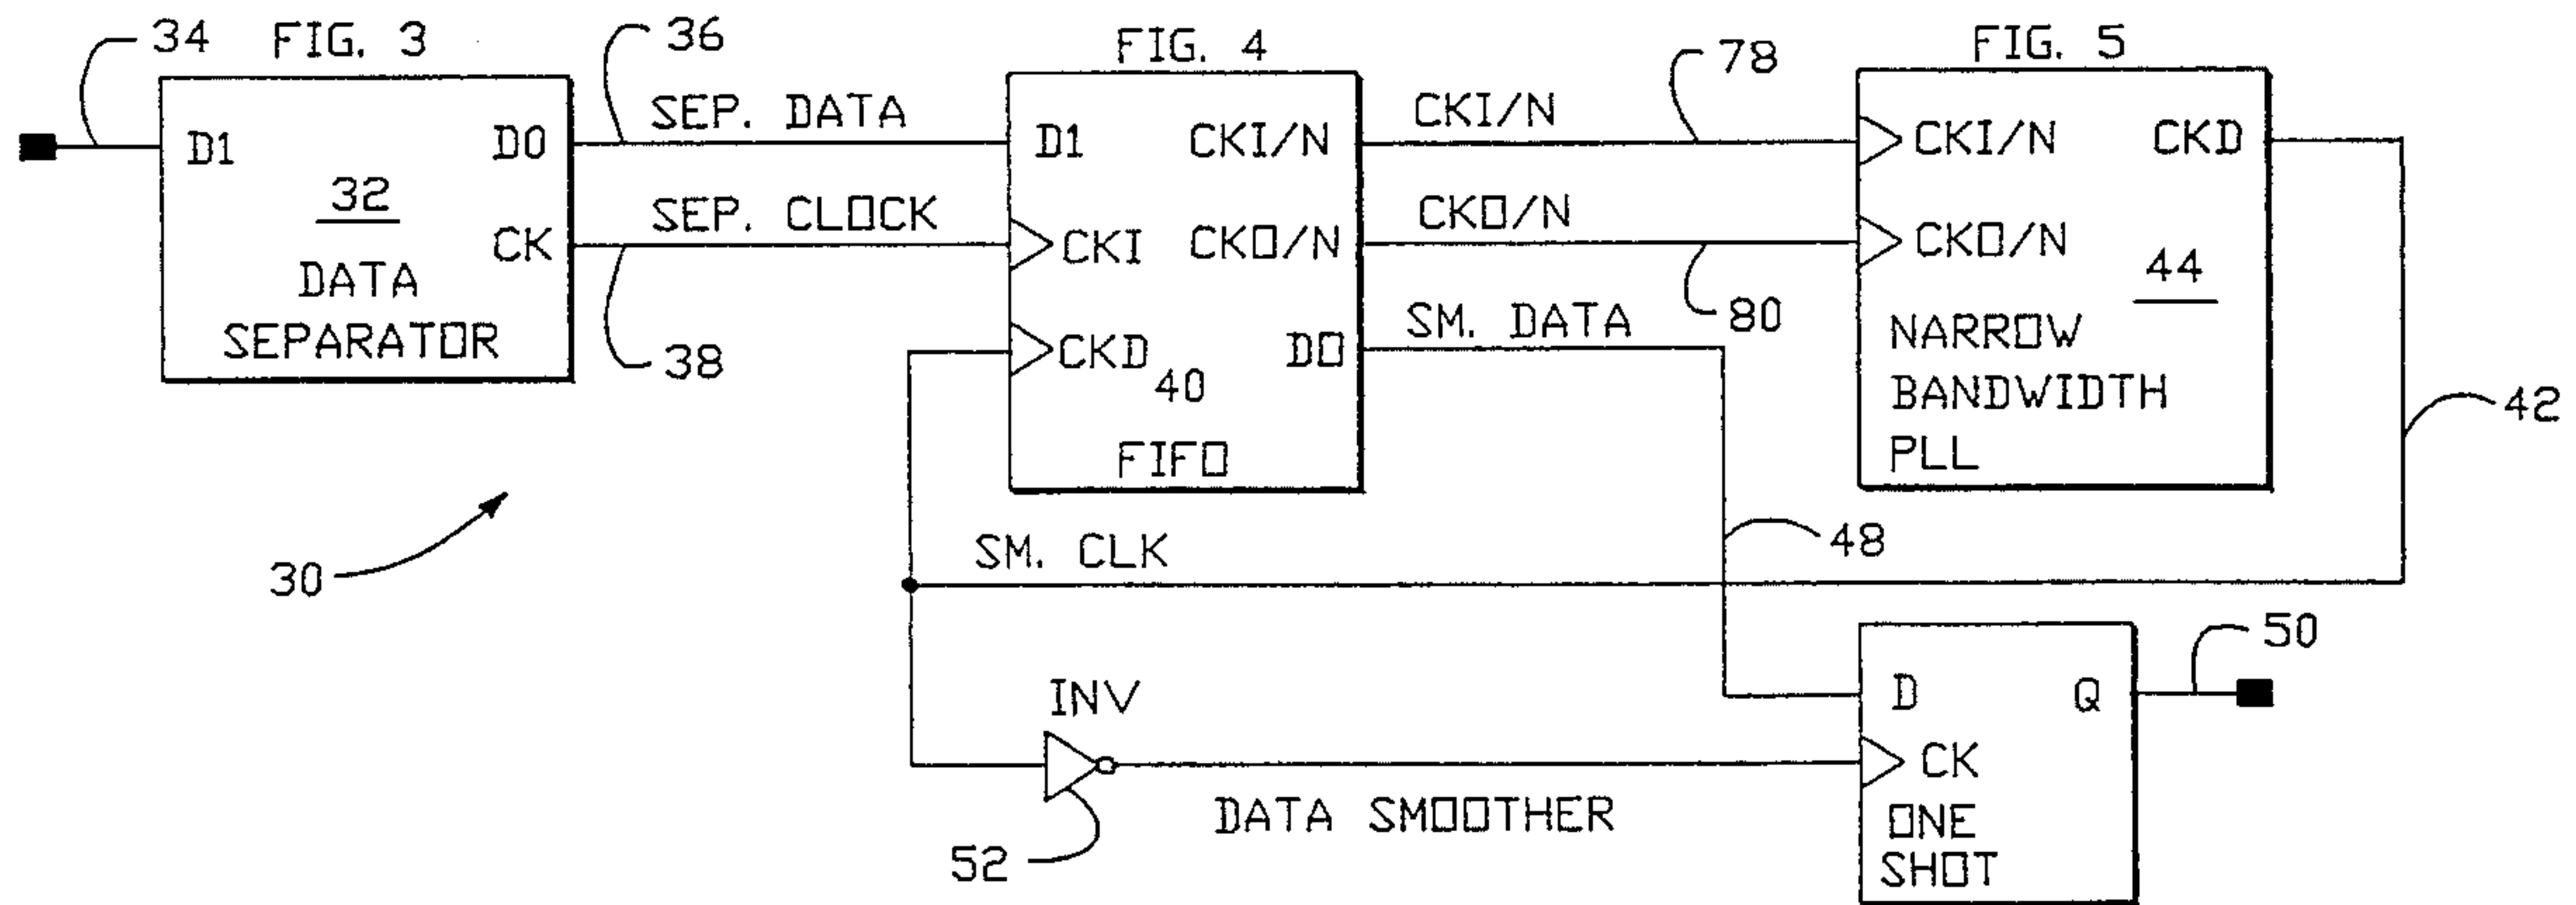 34
FIG. 3
36
FIG. 4
78
FIG. 5
D1
DO
32
CK
DATA
SEPARATOR
SEP. DATA
SEP. CLOCK
38
D1
CKI/N
CKI
CKO/N
CKD
40
DO
FIFO
CKI/N
CKO/N
80
SM. DATA
CKI/N
CKD
CKO/N
44
NARROW
BANDWIDTH
PLL
42
30
SM. CLK
48
INV
52
DATA SMOOTHER
D
Q
CK
ONE
SHOT
50